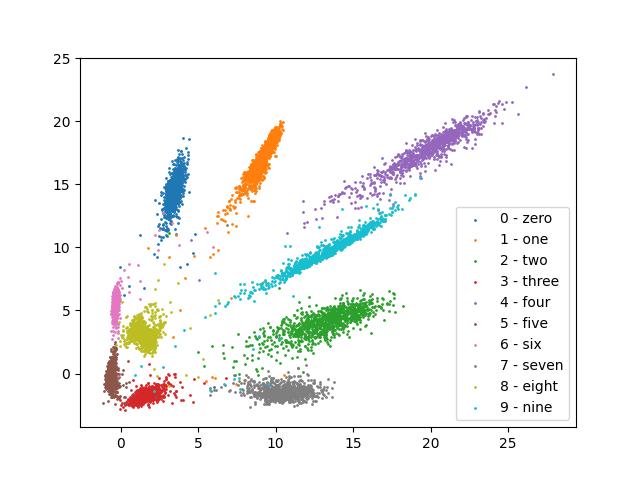 25
20
15
10
5
0
0 5 10 15 20 25
0 - zero
1 - one
2 - two
3 - three
4 - four
5 - five
6 - six
7 - seven
8 - eight
9 - nine